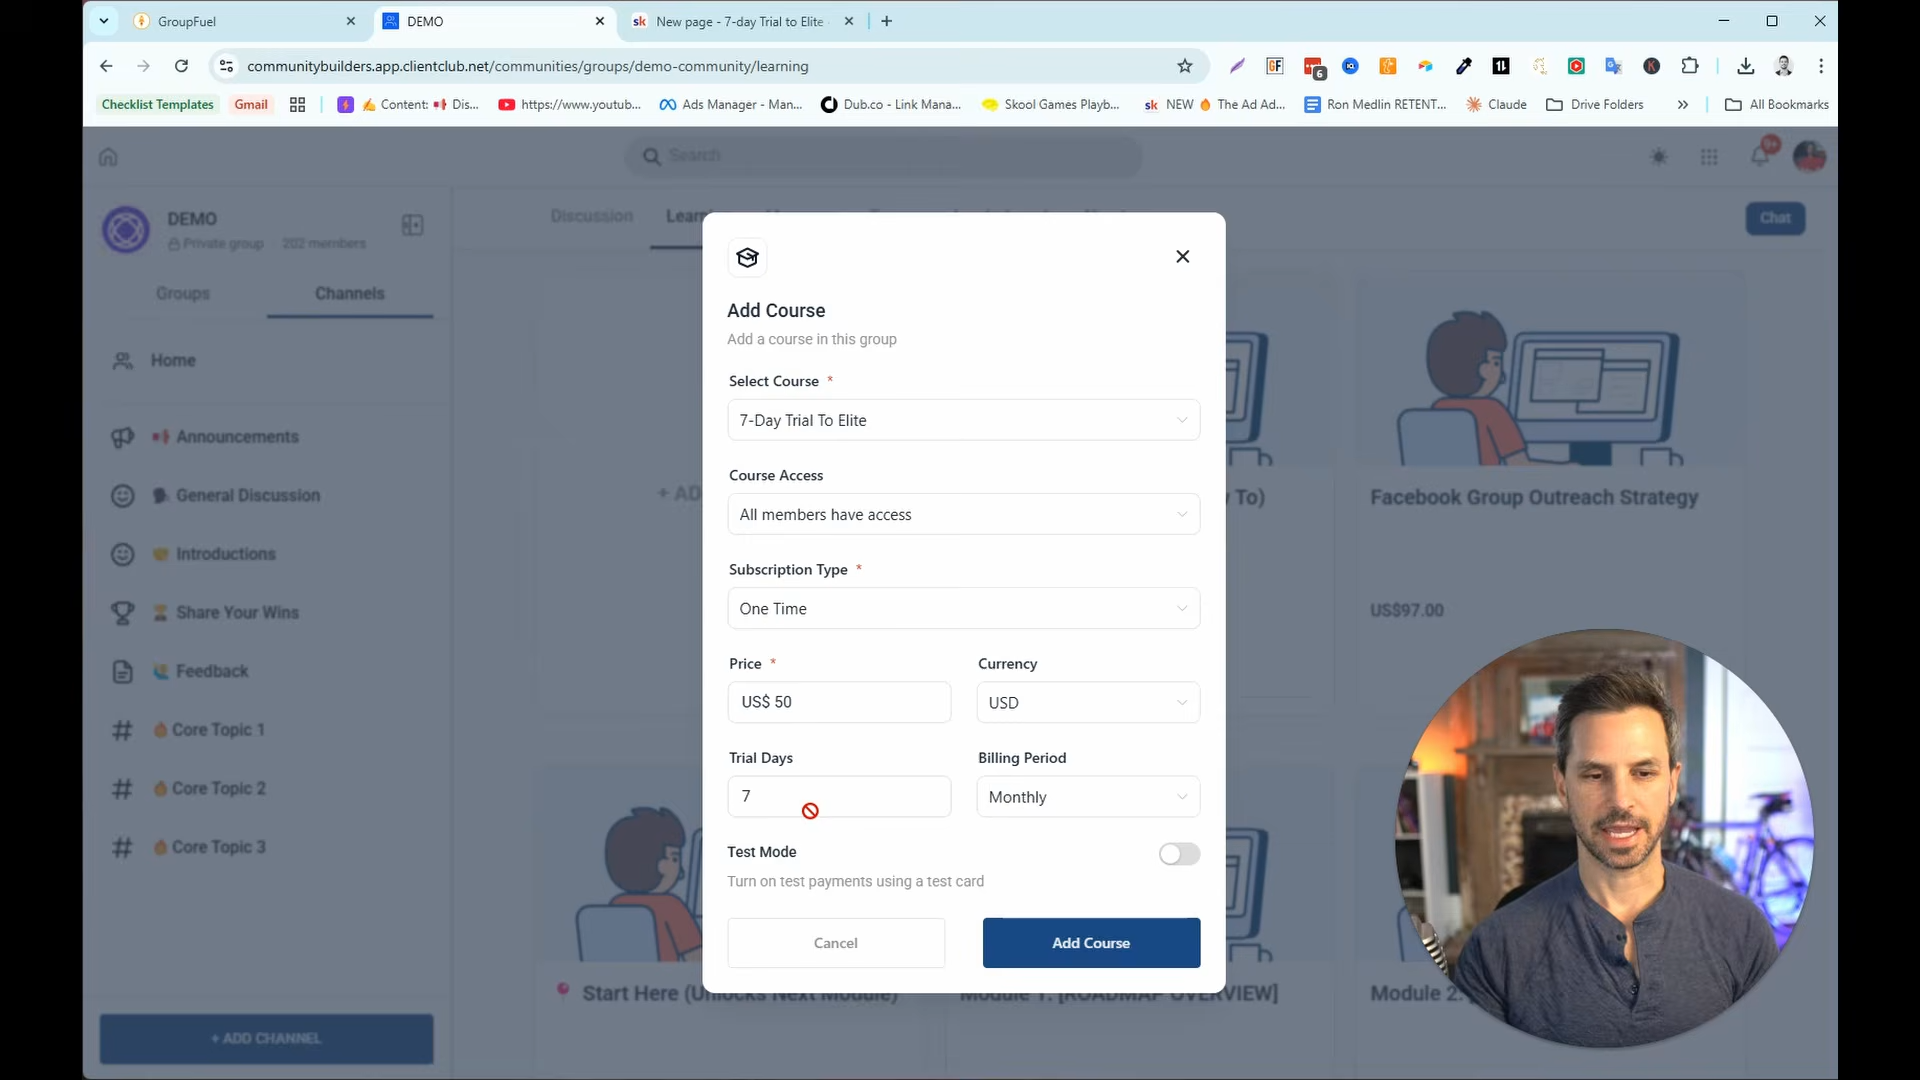 GroupFuel
DEMO
New page - 7-day Trial to Elite
communitybuilders.app.clientclub.net/communities/groups/demo-community/learning
Checklist Templates
Gmail
Content: Dis...
https://www.youtub...
Ads Manager - Man...
Dub.co - Link Mana...
Skool Games Playb...
NEW 🔥 The Ad Ad...
Ron Medlin RETENT...
Claude
Drive Folders
All Bookmarks
Search
9+
DEMO
Private group · 202 members
Groups
Channels
Home
Announcements
General Discussion
Introductions
Share Your Wins
Feedback
Core Topic 1
Core Topic 2
Core Topic 3
+ ADD CHANNEL
Discussion
Chat
Add Course
Add a course in this group
Select Course *
7-Day Trial To Elite
Course Access
All members have access
Subscription Type *
One Time
Price *
US$ 50
Currency
USD
Trial Days
7
Billing Period
Monthly
Test Mode
Turn on test payments using a test card
Cancel
Add Course
Facebook Group Outreach Strategy
US$97.00
Start Here (Unlocks Next Module)
Module 1: [ROADMAP OVERVIEW]
Module 2: